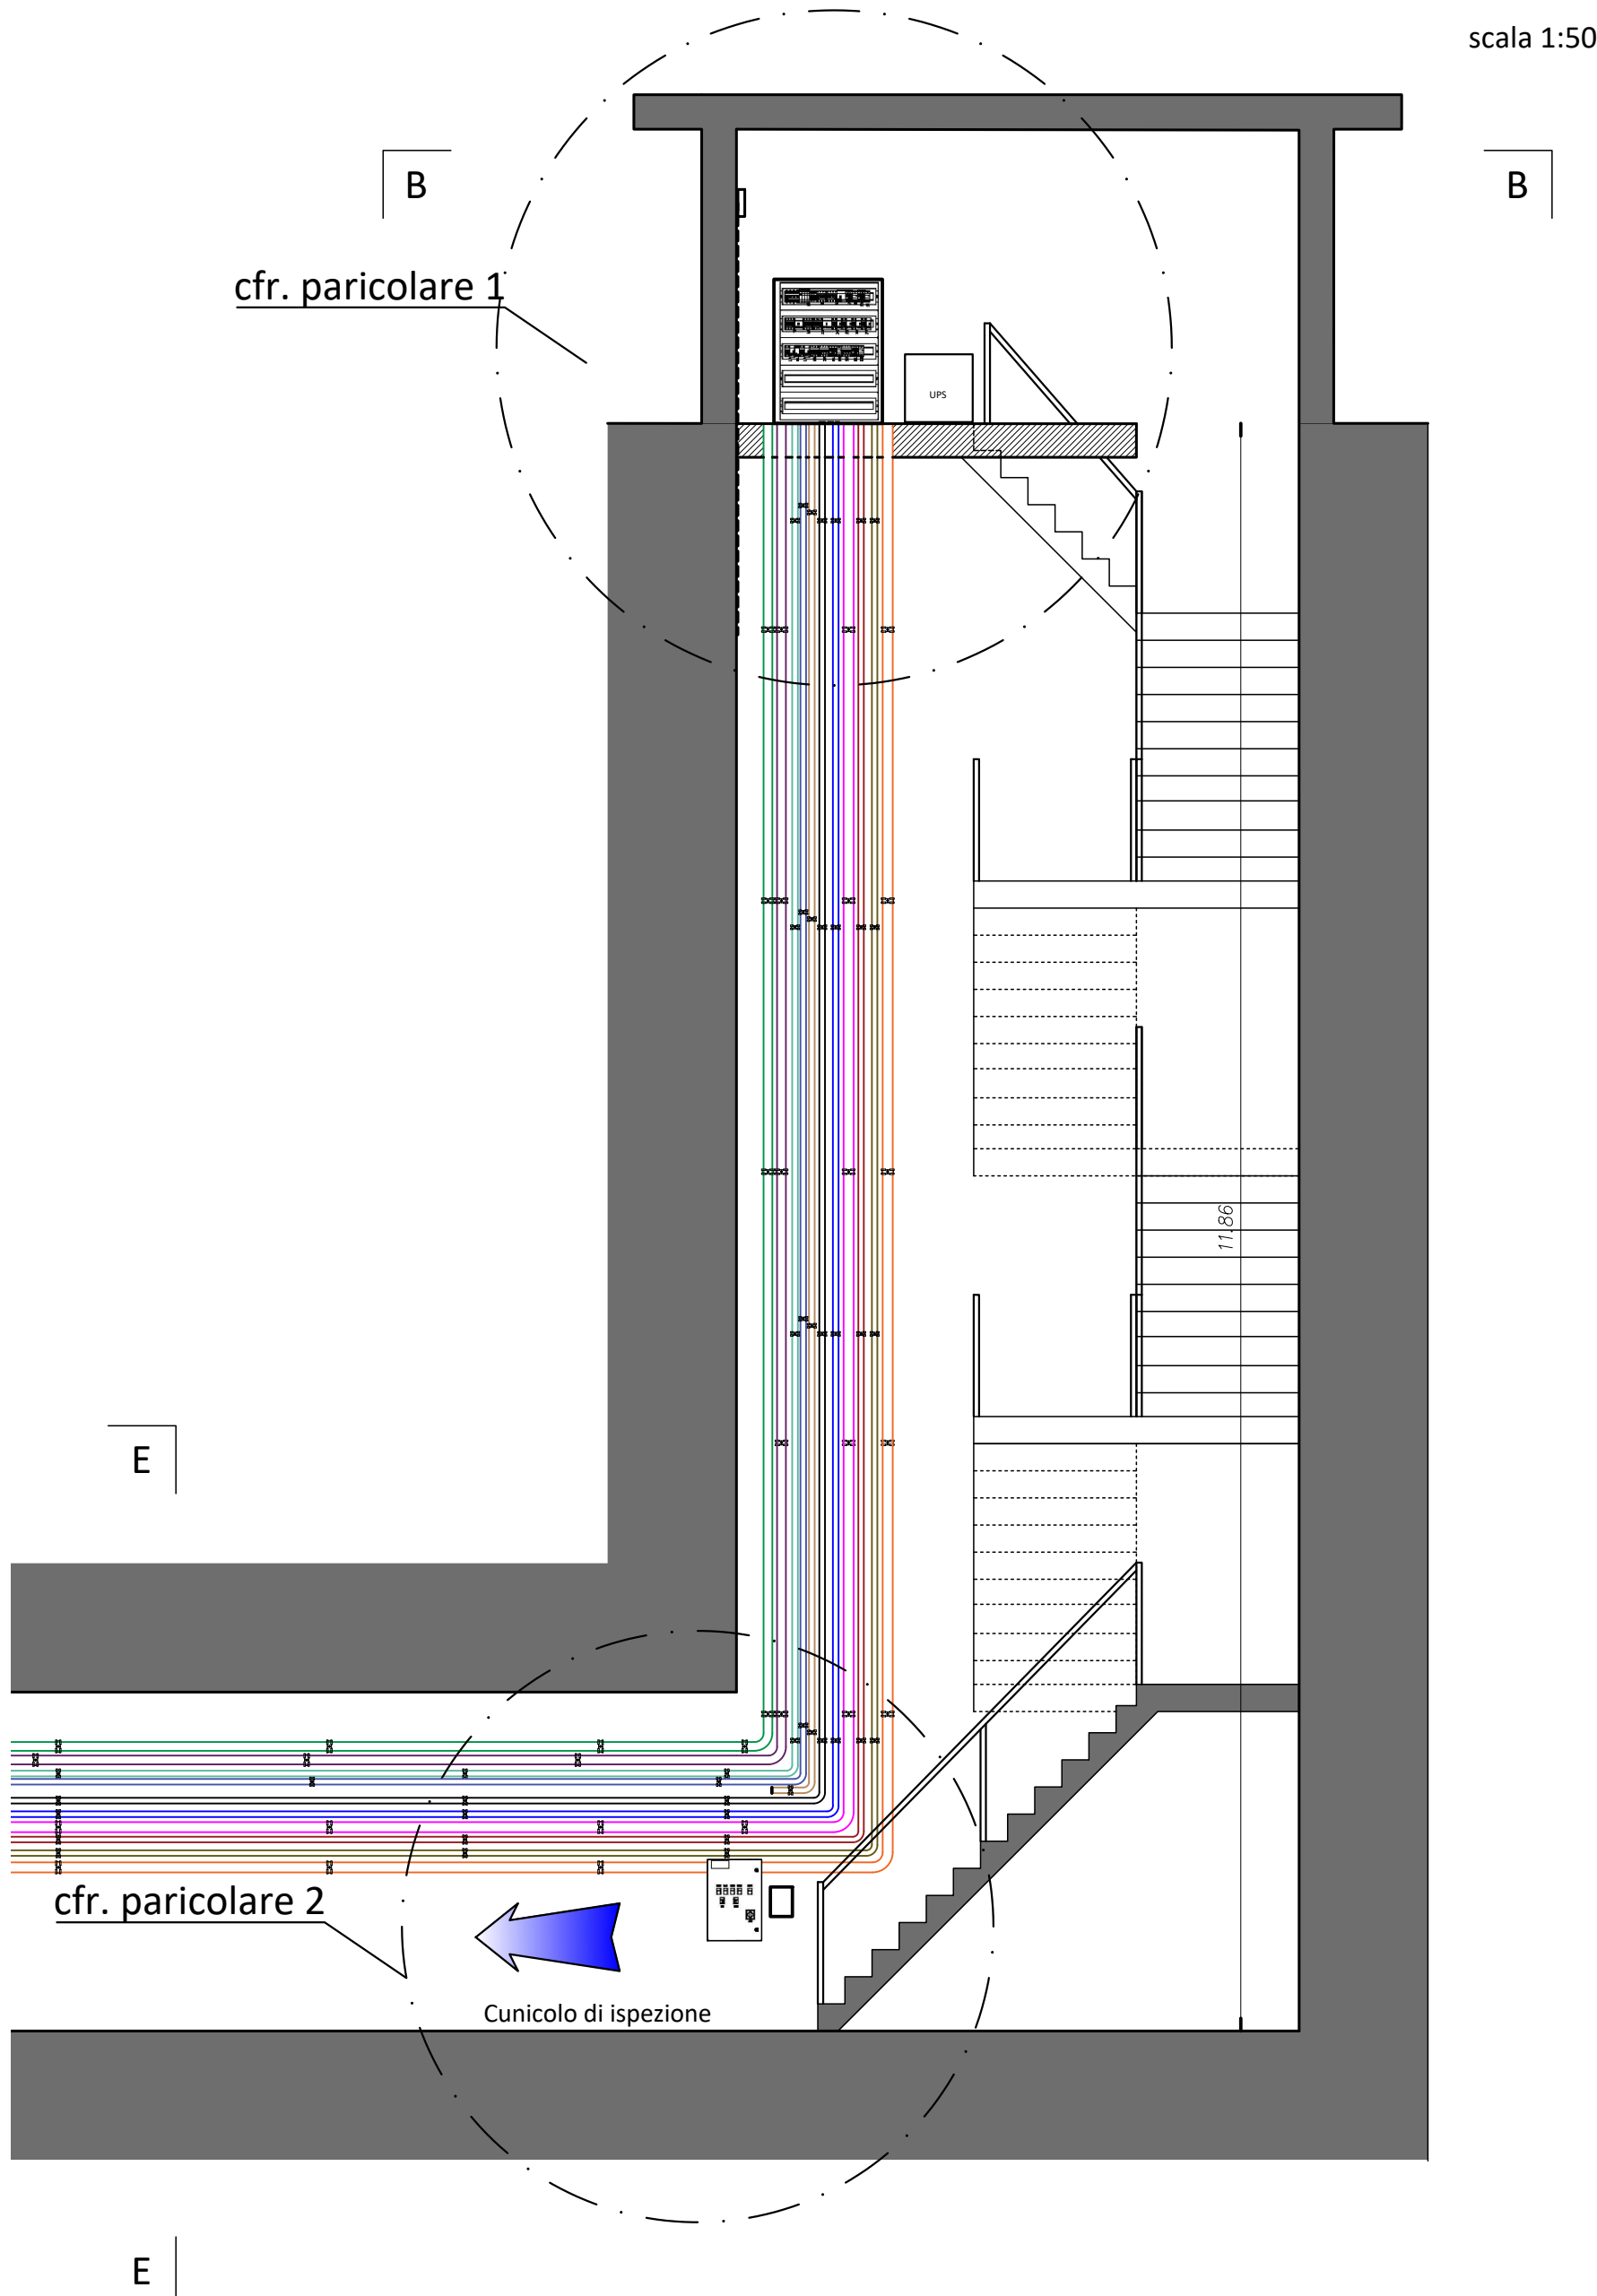 scala 1:50
B
B
cfr. paricolare 1
UPS
11.86
E
cfr. paricolare 2
Cunicolo di ispezione
E